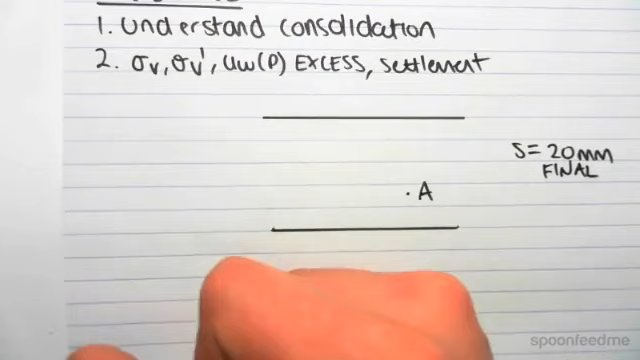 1. Understand consolidation
2. σv, σv', uw(P) EXCESS, settlement
S = 20mm
FINAL
· A
spoonfeedme